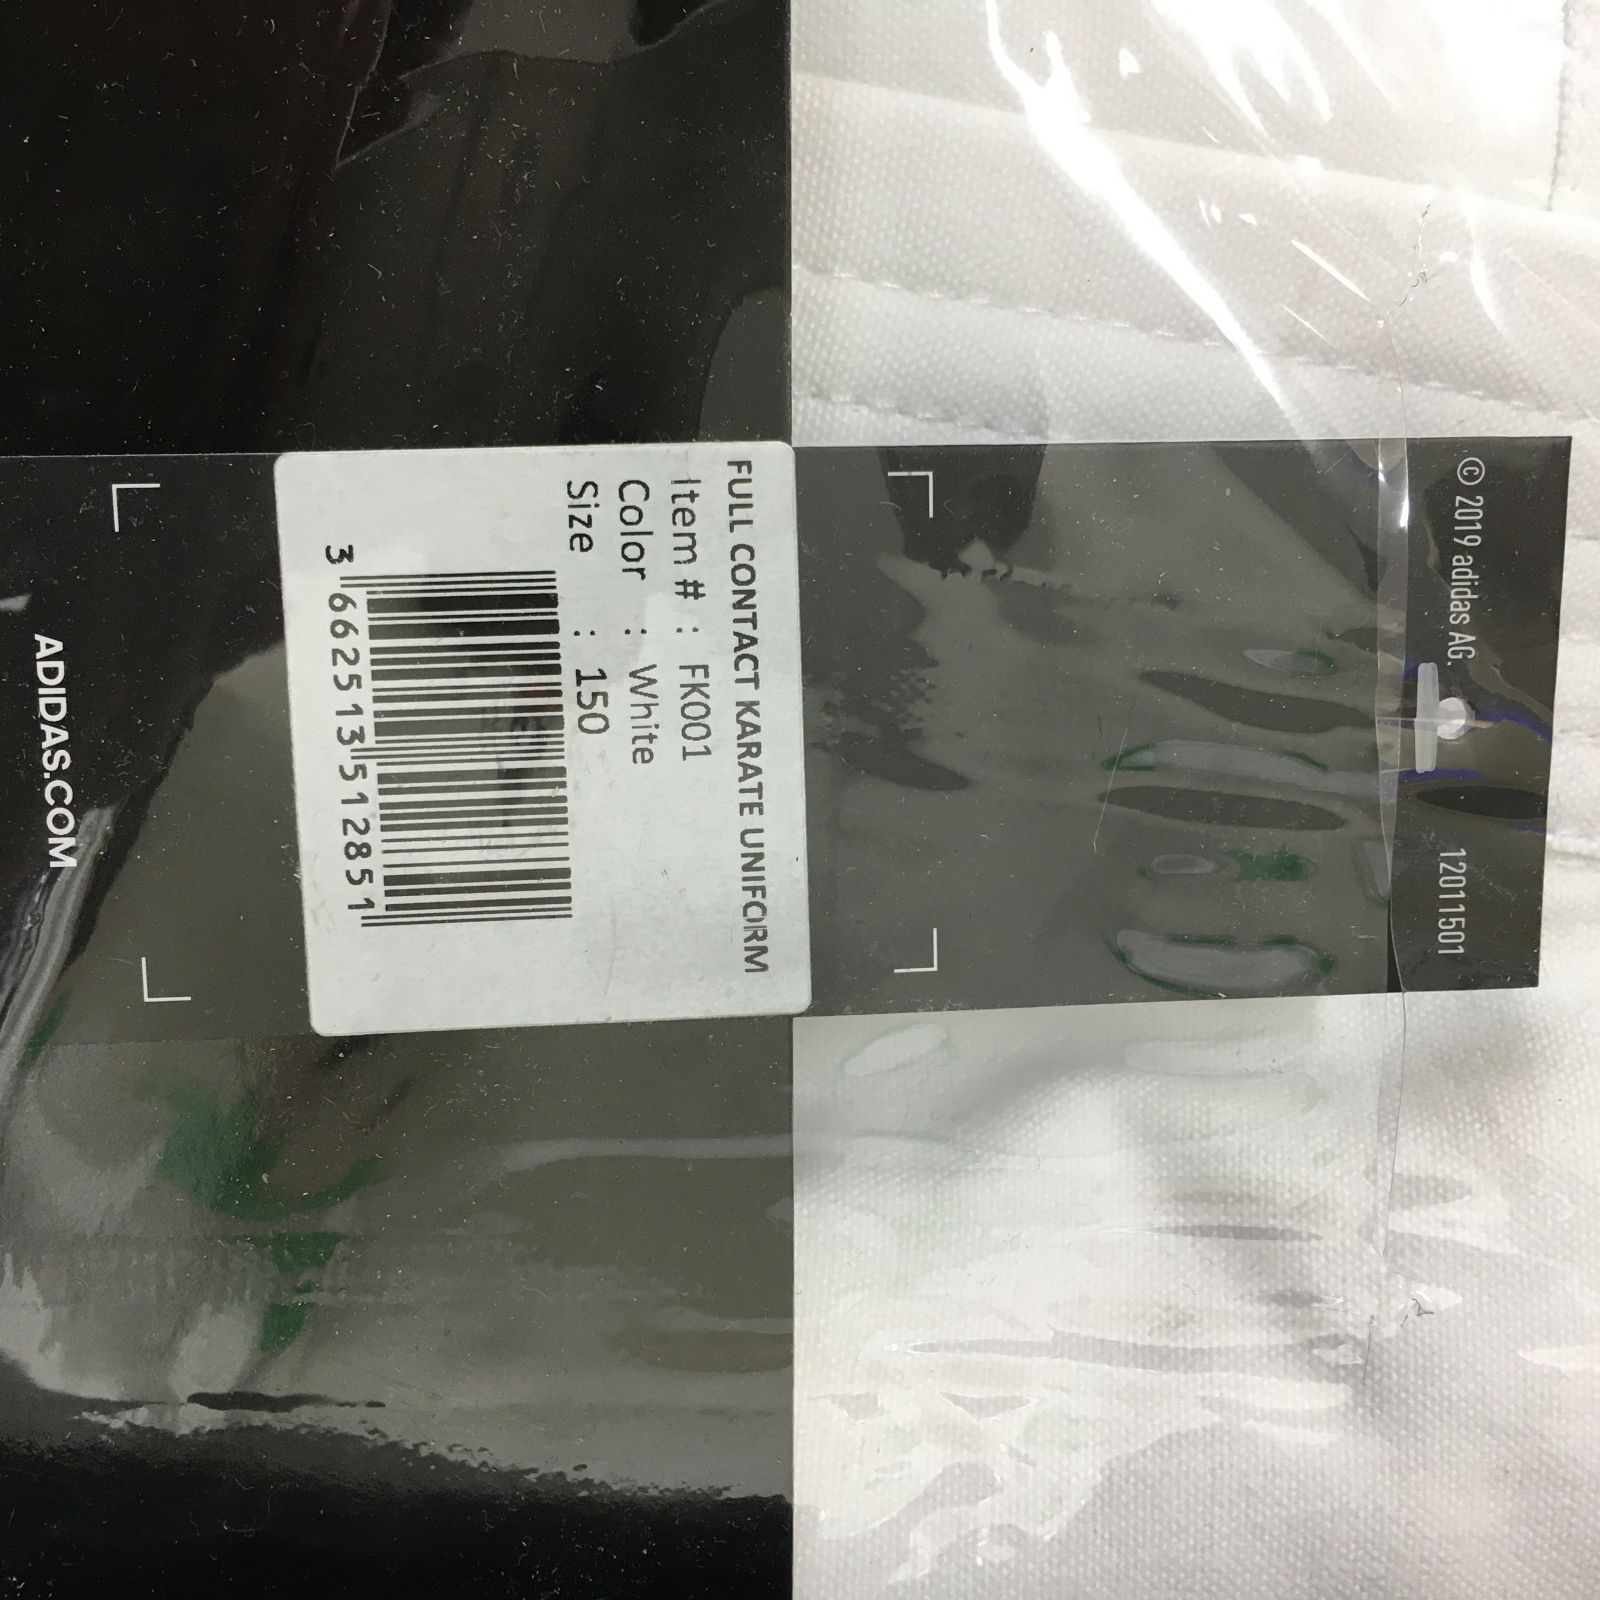 © 2019 adidas AG.
12011501
FULL CONTACT KARATE UNIFORM
Item # : FK001
Color : White
Size : 150
3 662513 512851
ADIDAS.COM